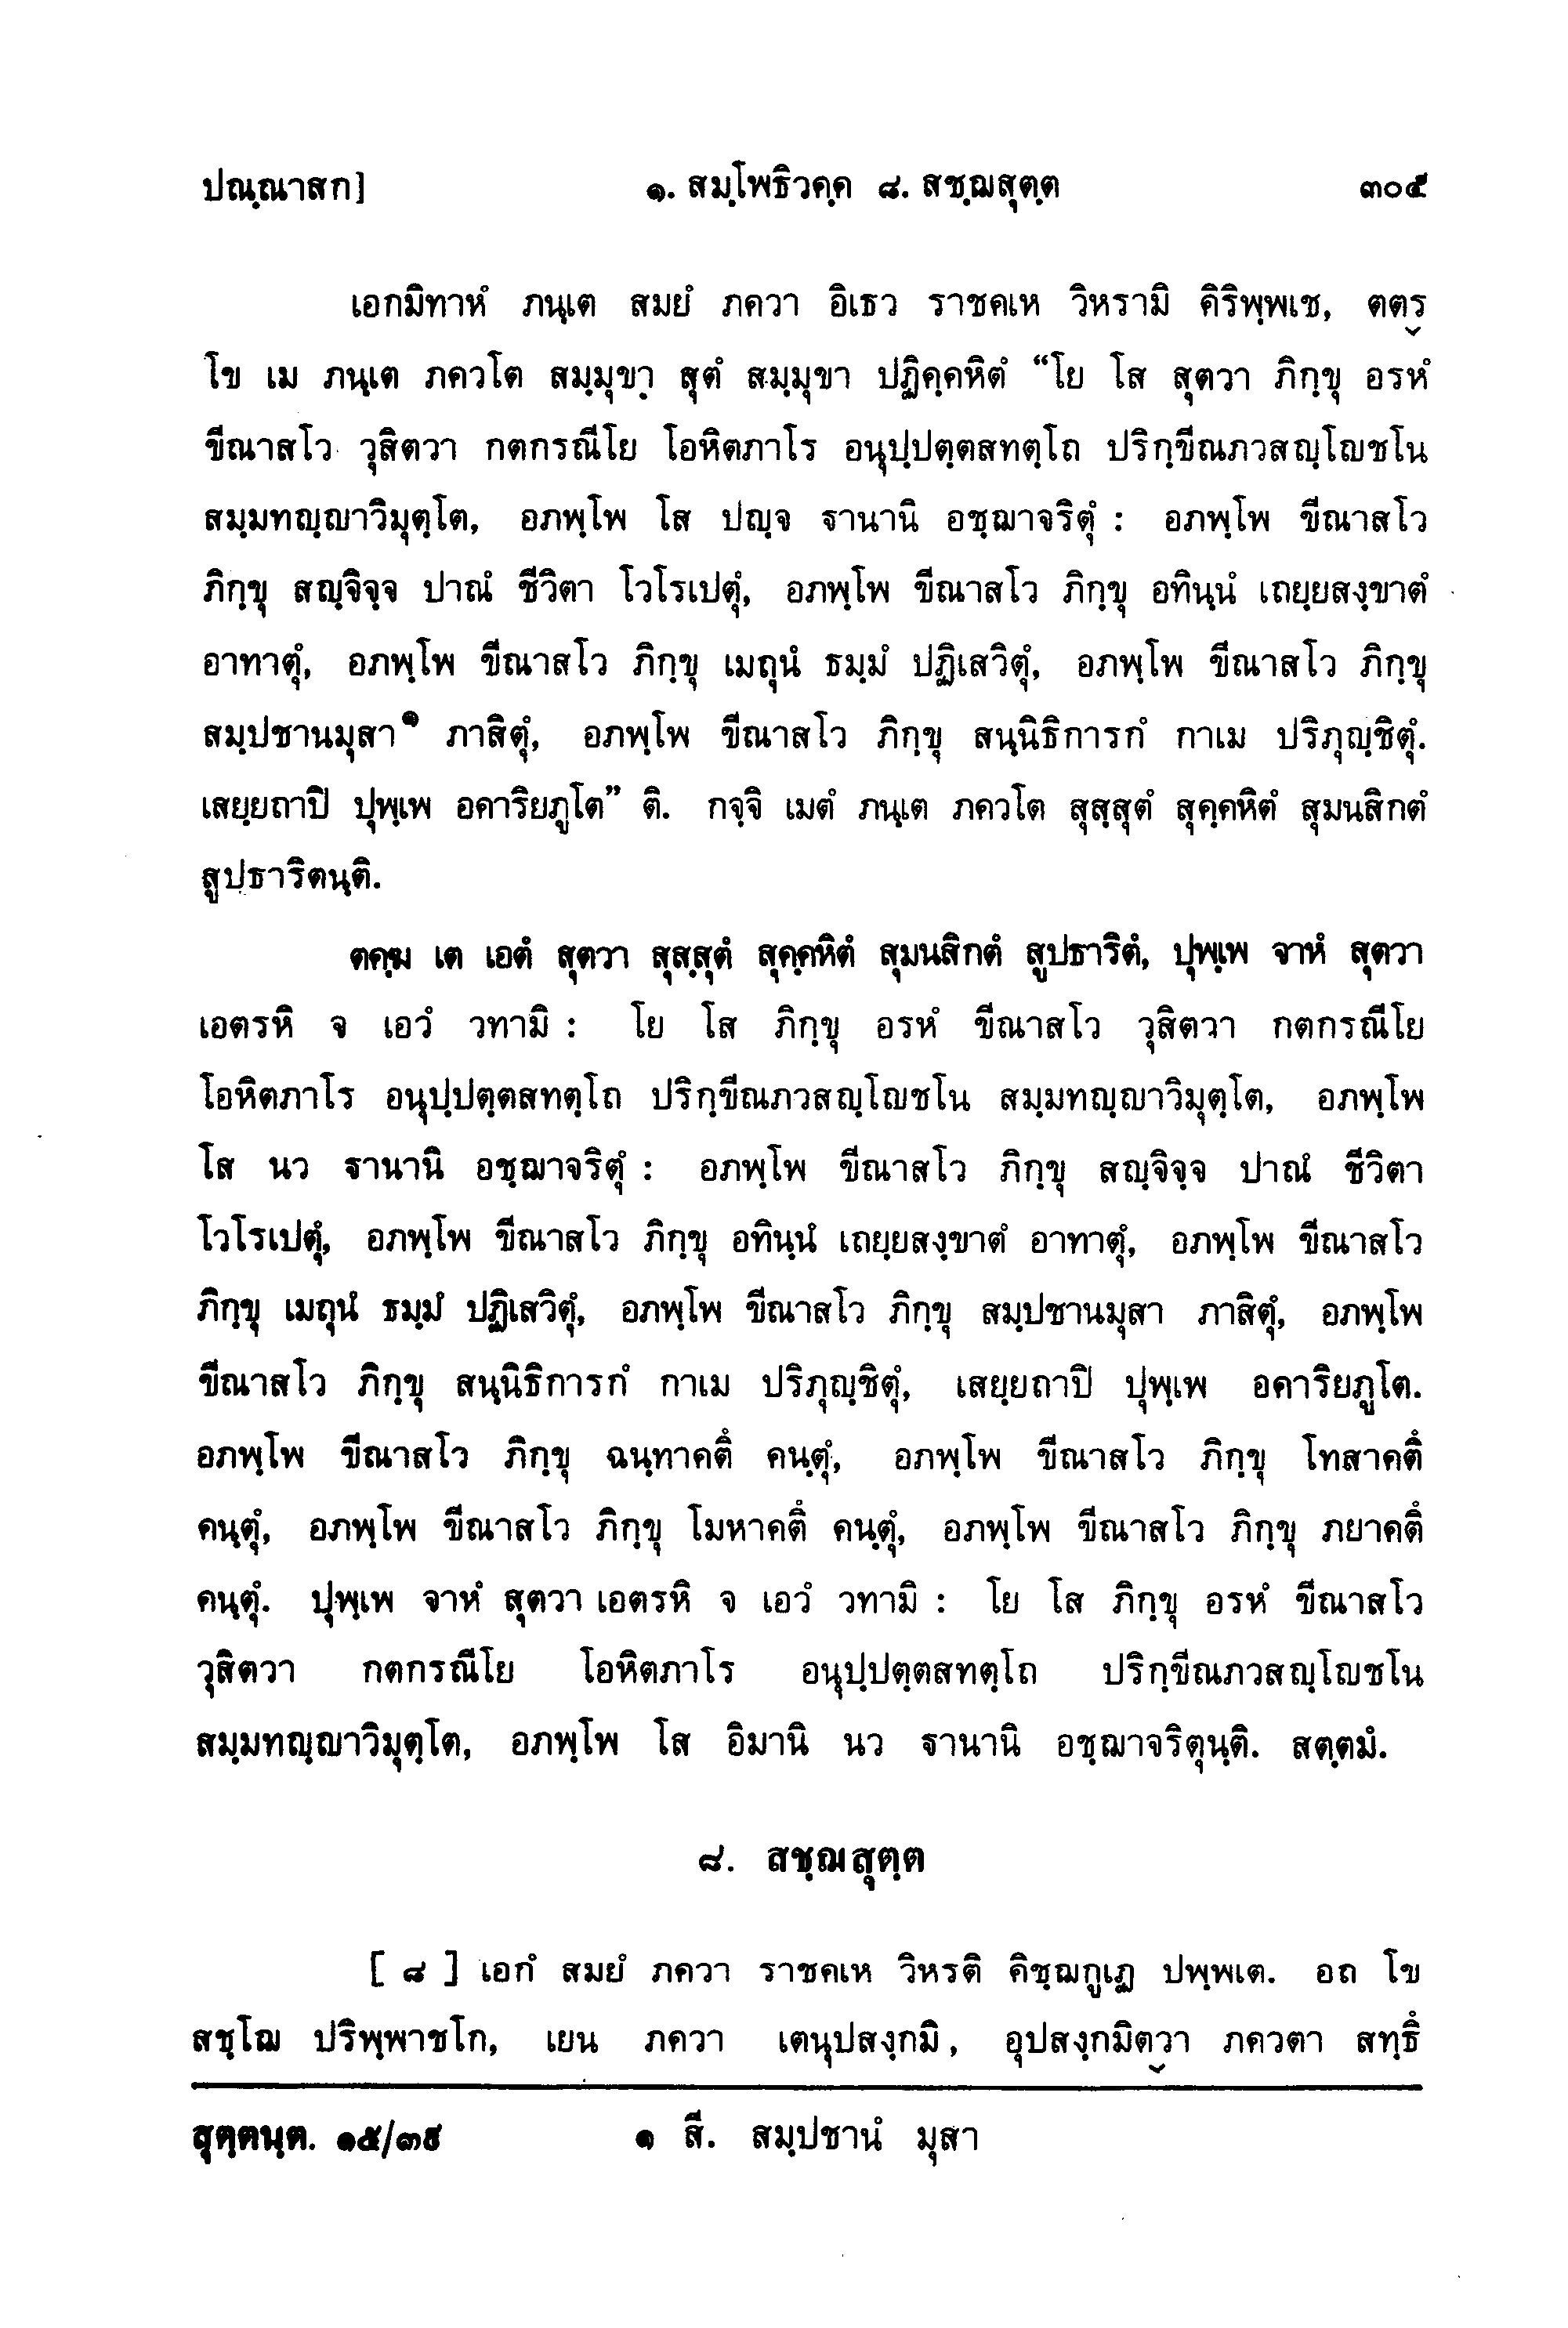 ปณฺณาสก]  ๑. สมฺโพธิวคฺค ๘. สชฺฌสุตฺต  ๓๐๕
เอกมิทาหํ ภนฺเต สมยํ ภควา อิเธว ราชคเห วิหรามิ คิริพฺพเช, ตตฺร
โข เม ภนฺเต ภควโต สมฺมุขา สุตํ สมฺมุขา ปฏิคฺคหิตํ “โย โส สุตวา ภิกฺขุ อรหํ
ขีณาสโว วุสิตวา กตกรณีโย โอหิตภาโร อนุปฺปตฺตสทตฺโถ ปริกฺขีณภวสญฺโญชโน
สมฺมทญฺญาวิมุตฺโต, อภพฺโพ โส ปญฺจ ฐานานิ อชฺฌาจริตุํ : อภพฺโพ ขีณาสโว
ภิกฺขุ สญฺจิจฺจ ปาณํ ชีวิตา โวโรเปตุํ, อภพฺโพ ขีณาสโว ภิกฺขุ อทินฺนํ เถยฺยสงฺขาตํ
อาทาตุํ, อภพฺโพ ขีณาสโว ภิกฺขุ เมถุนํ ธมฺมํ ปฏิเสวิตุํ, อภพฺโพ ขีณาสโว ภิกฺขุ
สมฺปชานมุสา๑ ภาสิตุํ, อภพฺโพ ขีณาสโว ภิกฺขุ สนฺนิธิการกํ กาเม ปริภุญฺชิตุํ.
เสยฺยถาปิ ปุพฺเพ อคาริยภูโต” ติ. กจฺจิ เมตํ ภนฺเต ภควโต สุสฺสุตํ สุคฺคหิตํ สุมนสิกตํ
สูปธาริตนฺติ.
ตคฺฆ เต เอตํ สุตวา สุสฺสุตํ สุคฺคหิตํ สุมนสิกตํ สูปธาริตํ, ปุพฺเพ จาหํ สุตวา
เอตรหิ จ เอวํ วทามิ : โย โส ภิกฺขุ อรหํ ขีณาสโว วุสิตวา กตกรณีโย
โอหิตภาโร อนุปฺปตฺตสทตฺโถ ปริกฺขีณภวสญฺโญชโน สมฺมทญฺญาวิมุตฺโต, อภพฺโพ
โส นว ฐานานิ อชฺฌาจริตุํ : อภพฺโพ ขีณาสโว ภิกฺขุ สญฺจิจฺจ ปาณํ ชีวิตา
โวโรเปตุํ, อภพฺโพ ขีณาสโว ภิกฺขุ อทินฺนํ เถยฺยสงฺขาตํ อาทาตุํ, อภพฺโพ ขีณาสโว
ภิกฺขุ เมถุนํ ธมฺมํ ปฏิเสวิตุํ, อภพฺโพ ขีณาสโว ภิกฺขุ สมฺปชานมุสา ภาสิตุํ, อภพฺโพ
ขีณาสโว ภิกฺขุ สนฺนิธิการกํ กาเม ปริภุญฺชิตุํ, เสยฺยถาปิ ปุพฺเพ อคาริยภูโต.
อภพฺโพ ขีณาสโว ภิกฺขุ ฉนฺทาคตึ คนฺตุํ, อภพฺโพ ขีณาสโว ภิกฺขุ โทสาคตึ
คนฺตุํ, อภพฺโพ ขีณาสโว ภิกฺขุ โมหาคตึ คนฺตุํ, อภพฺโพ ขีณาสโว ภิกฺขุ ภยาคตึ
คนฺตุํ. ปุพฺเพ จาหํ สุตวา เอตรหิ จ เอวํ วทามิ : โย โส ภิกฺขุ อรหํ ขีณาสโว
วุสิตวา กตกรณีโย โอหิตภาโร อนุปฺปตฺตสทตฺโถ ปริกฺขีณภวสญฺโญชโน
สมฺมทญฺญาวิมุตฺโต, อภพฺโพ โส อิมานิ นว ฐานานิ อชฺฌาจริตุนฺติ. สตฺตมํ.
๘. สชฺฌสุตฺต
[ ๘ ] เอกํ สมยํ ภควา ราชคเห วิหรติ คิชฺฌกูเฏ ปพฺพเต. อถ โข
สชฺโฌ ปริพฺพาชโก, เยน ภควา เตนุปสงฺกมิ, อุปสงฺกมิตฺวา ภควตา สทฺธึ
สุตฺตนฺต. ๑๕/๓๙  ๑ สี. สมฺปชานํ มุสา